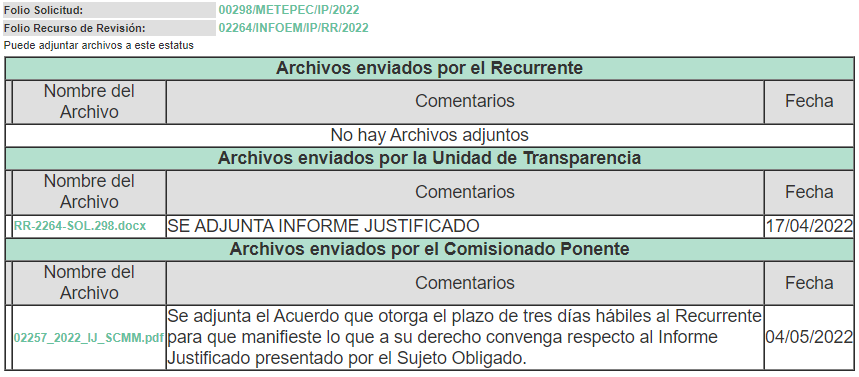 Folio Solicitud: 00298/METEPEC/IP/2022
Folio Recurso de Revisión: 02264/INFOEM/IP/RR/2022
Puede adjuntar archivos a este estatus
Archivos enviados por el Recurrente
Nombre del
Archivo
Comentarios
Fecha
No hay Archivos adjuntos
Archivos enviados por la Unidad de Transparencia
Nombre del
Archivo
Comentarios
Fecha
RR-2264-SOL.298.docx SE ADJUNTA INFORME JUSTIFICADO 17/04/2022
Archivos enviados por el Comisionado Ponente
Nombre del
Archivo
Comentarios
Fecha
02257_2022_IJ_SCMM.pdf
Se adjunta el Acuerdo que otorga el plazo de tres días hábiles al Recurrente
para que manifieste lo que a su derecho convenga respecto al Informe
Justificado presentado por el Sujeto Obligado.
04/05/2022